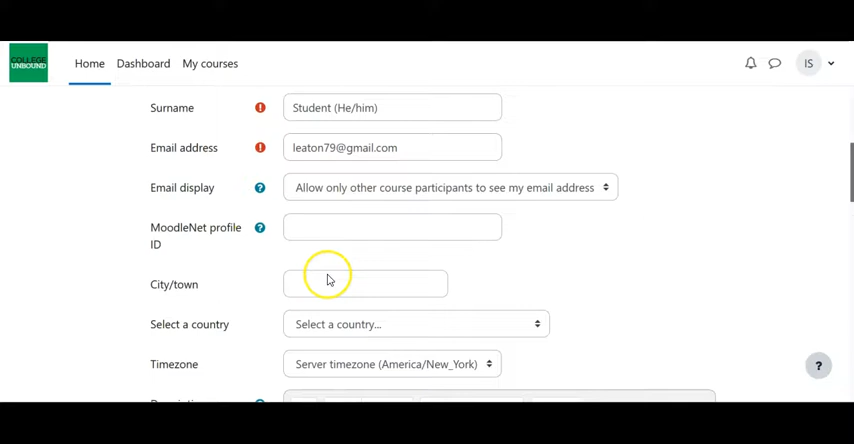 COLLEGE
UNBOUND
Home
Dashboard
My courses
IS
Surname
Student (He/him)
Email address
leaton79@gmail.com
Email display
Allow only other course participants to see my email address
MoodleNet profile
ID
City/town
Select a country
Select a country...
Timezone
Server timezone (America/New_York)
?